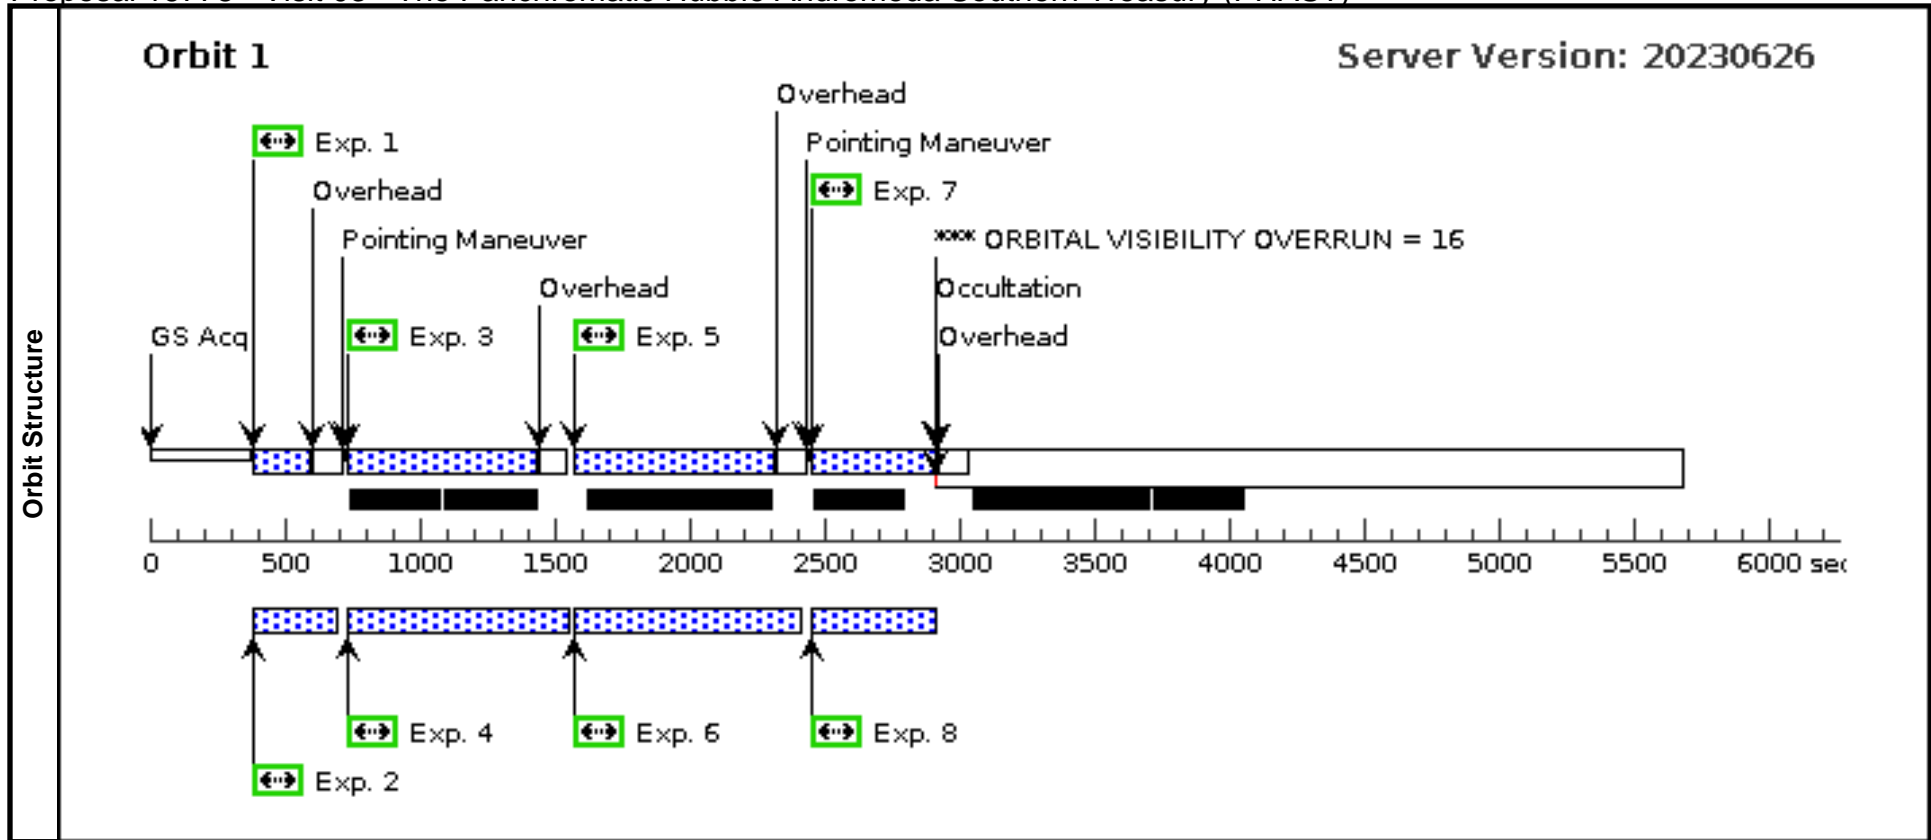 Orbit 1
Server Version: 20230626
Overhead
Exp. 1
Pointing Maneuver
Overhead
Exp. 7
Pointing Maneuver
*** ORBITAL VISIBILITY OVERRUN = 16
Overhead
Occultation
GS Acq
Exp. 3
Exp. 5
Overhead
Orbit Structure
0 500 1000 1500 2000 2500 3000 3500 4000 4500 5000 5500 6000 sec
Exp. 4
Exp. 6
Exp. 8
Exp. 2